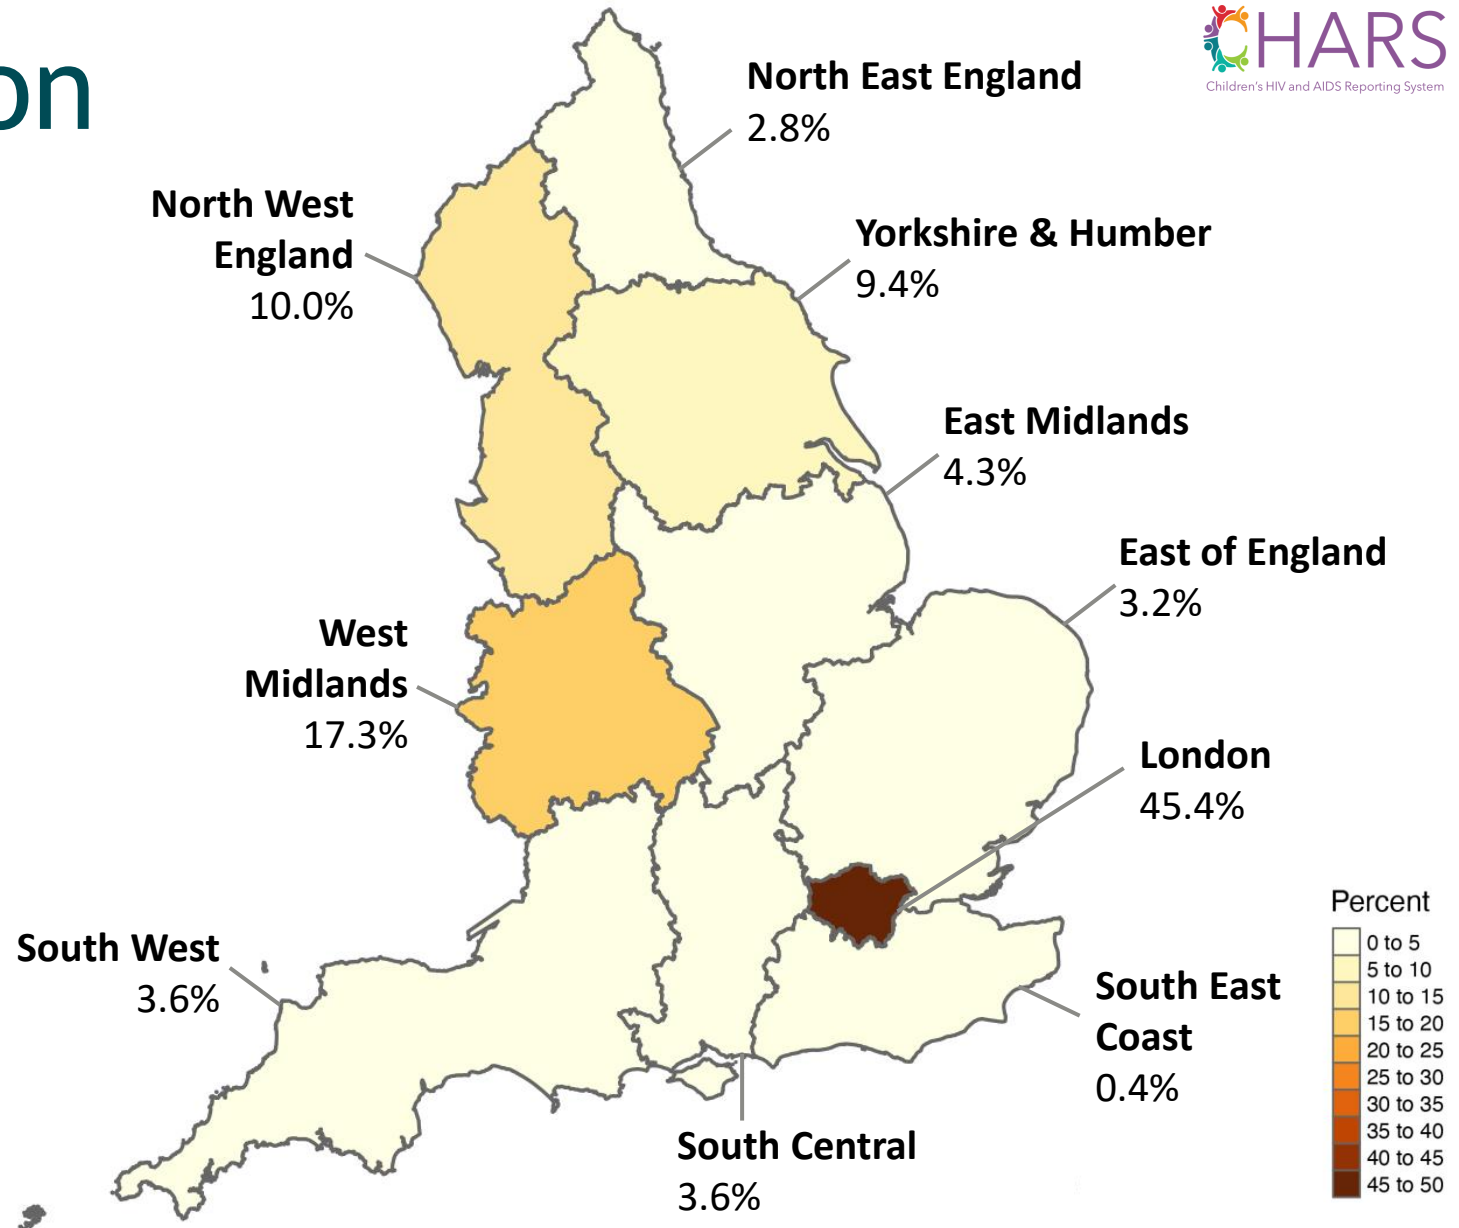 on
CHARS
Children's HIV and AIDS Reporting System
North East England
2.8%
North West
England
10.0%
Yorkshire & Humber
9.4%
East Midlands
4.3%
East of England
3.2%
West
Midlands
17.3%
London
45.4%
South West
3.6%
South East
Coast
0.4%
South Central
3.6%
Percent
0 to 5
5 to 10
10 to 15
15 to 20
20 to 25
25 to 30
30 to 35
35 to 40
40 to 45
45 to 50